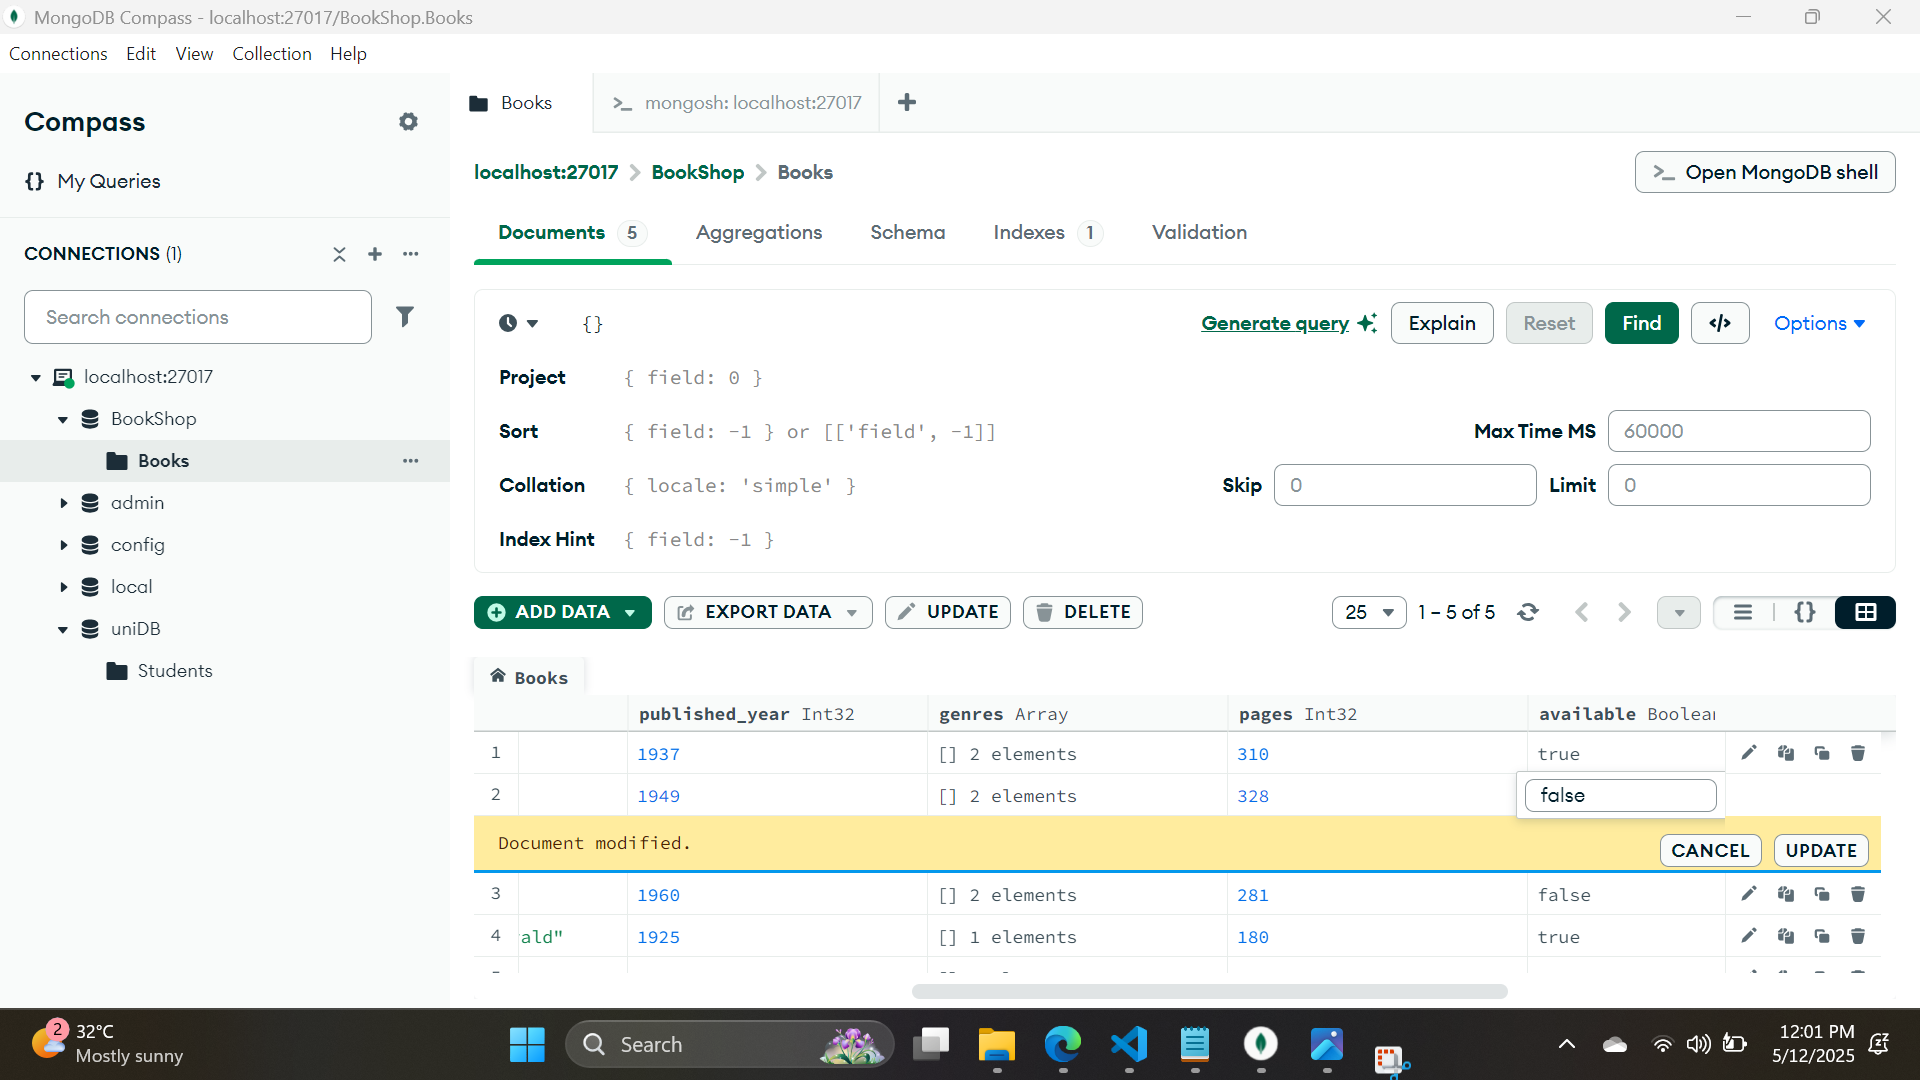 MongoDB Compass - localhost:27017/BookShop.Books
Connections Edit View Collection Help
Compass
{} My Queries
CONNECTIONS (1)
Search connections
localhost:27017
BookShop
Books
admin
config
local
uniDB
Students
Books
>_ mongosh: localhost:27017
localhost:27017 > BookShop > Books
>_ Open MongoDB shell
Documents 5 Aggregations Schema Indexes 1 Validation
{} Generate query Explain Reset Find </> Options
Project { field: 0 }
Sort { field: -1 } or [['field', -1]] Max Time MS 60000
Collation { locale: 'simple' } Skip 0 Limit 0
Index Hint { field: -1 }
ADD DATA EXPORT DATA UPDATE DELETE 25 1 – 5 of 5 {}
Books
published_year Int32 genres Array pages Int32 available Boolean
1 1937 [] 2 elements 310 true
2 1949 [] 2 elements 328 false
Document modified. CANCEL UPDATE
3 1960 [] 2 elements 281 false
4 ald" 1925 [] 1 elements 180 true
2 32°C
Mostly sunny
Search
12:01 PM
5/12/2025